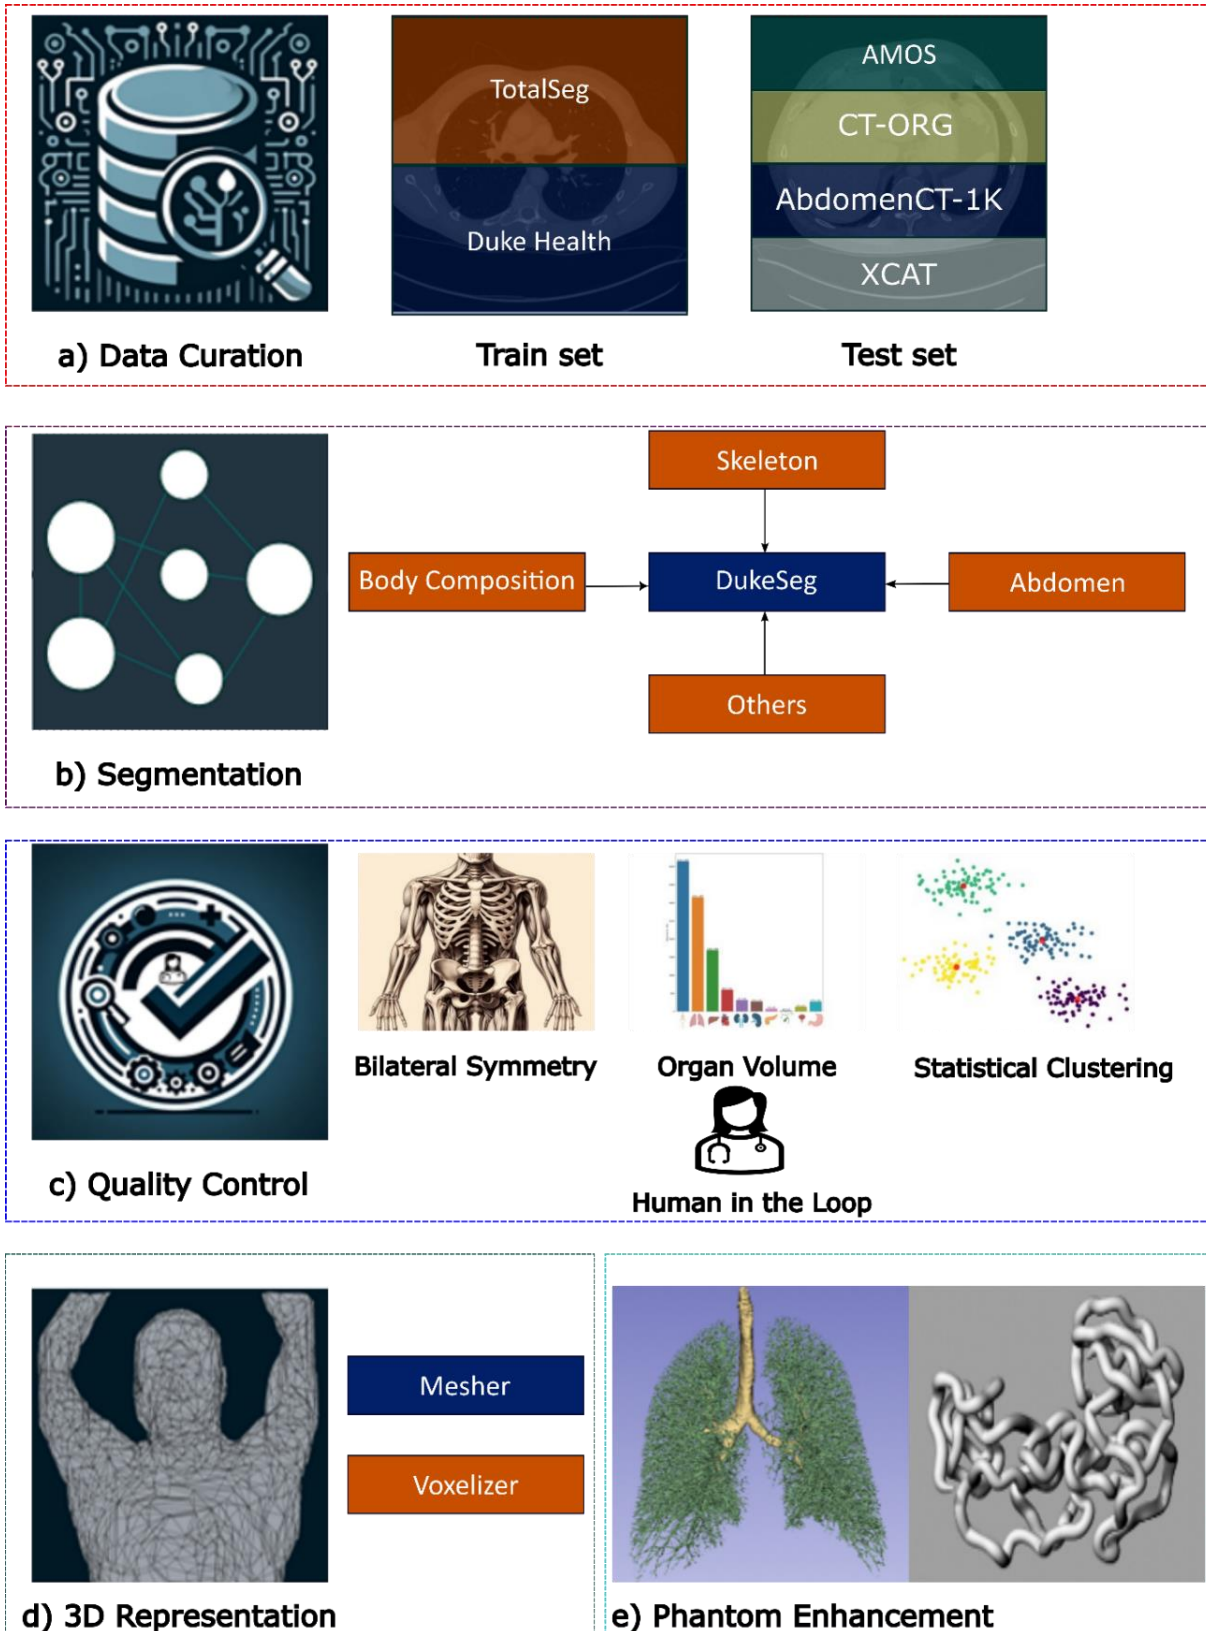 TotalSeg
Duke Health
AMOS
CT-ORG
AbdomenCT-1K
XCAT
a) Data Curation
Train set
Test set
Skeleton
Body Composition
DukeSeg
Abdomen
Others
b) Segmentation
Bilateral Symmetry
Organ Volume
Statistical Clustering
Human in the Loop
c) Quality Control
Mesher
Voxelizer
d) 3D Representation
e) Phantom Enhancement